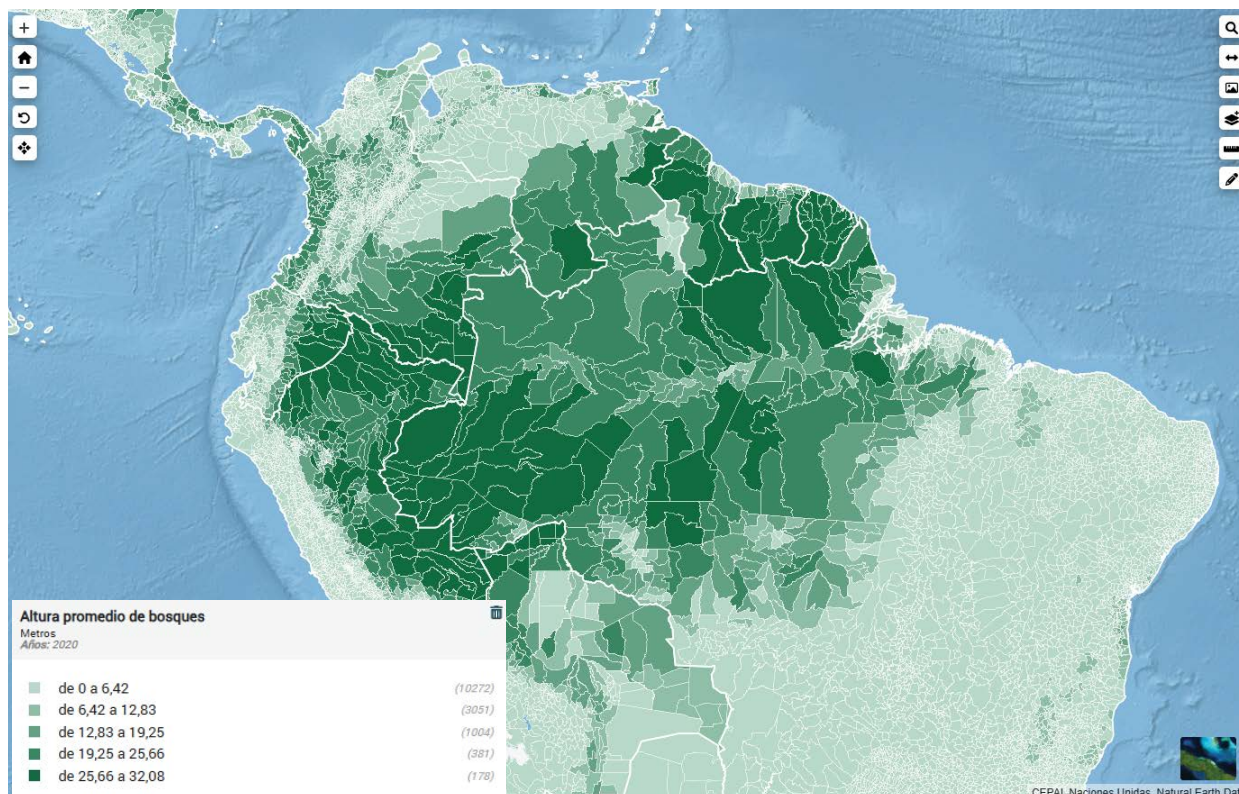 Altura promedio de bosques
Metros
Años: 2020
de 0 a 6,42 (10272)
de 6,42 a 12,83 (3051)
de 12,83 a 19,25 (1004)
de 19,25 a 25,66 (381)
de 25,66 a 32,08 (178)
CEPAL Naciones Unidas, Natural Earth Dat